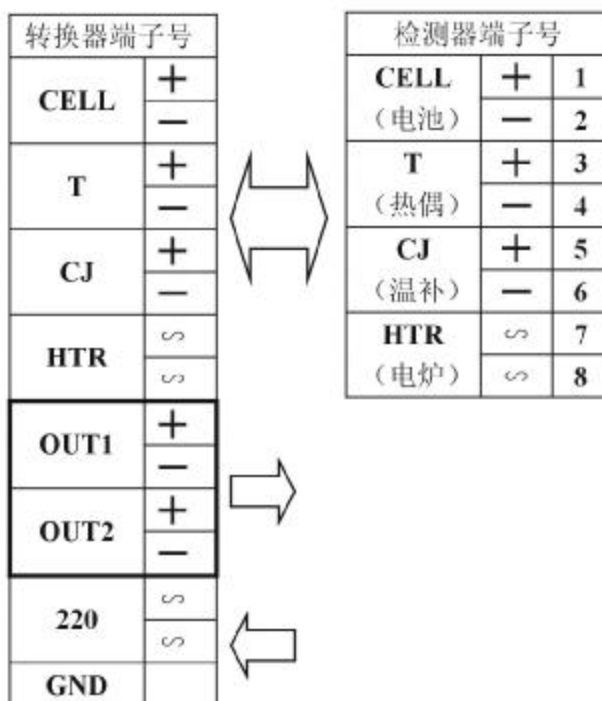 转换器端子号
CELL
+
−
T
+
−
CJ
+
−
HTR
∽
∽
OUT1
+
−
OUT2
+
−
220
∽
∽
GND
检测器端子号
CELL
+
1
（电池）
−
2
T
+
3
（热偶）
−
4
CJ
+
5
（温补）
−
6
HTR
∽
7
（电炉）
∽
8